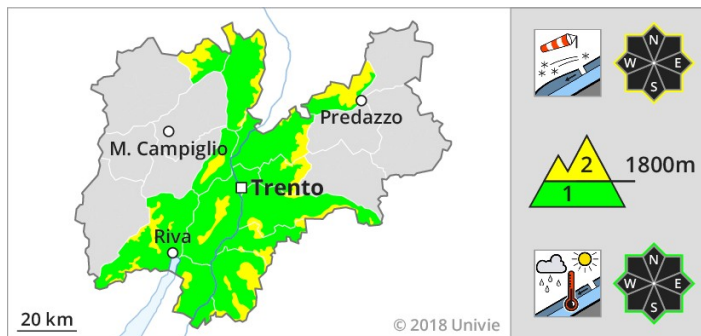 Predazzo
M. Campiglio
Trento
Riva
20 km
© 2018 Univie
N
W E
S
2 1800m
1
N
W E
S